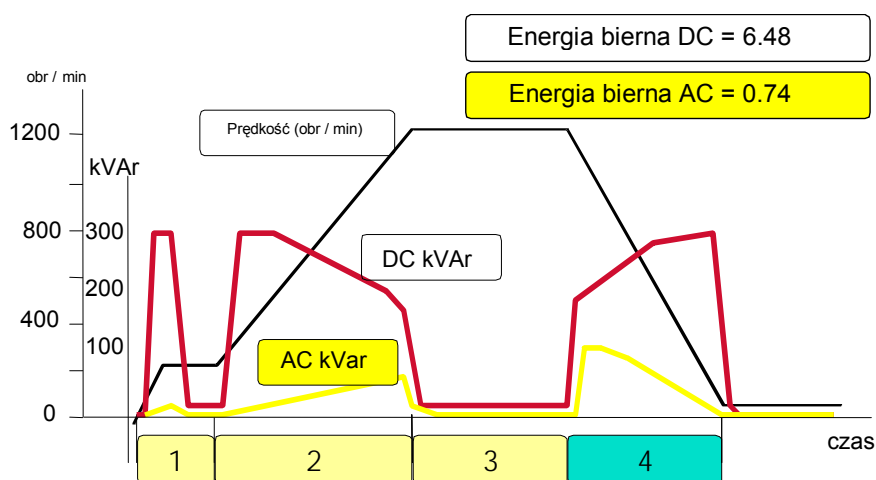 Energia bierna DC = 6.48
obr / min
Energia bierna AC = 0.74
1200
Prędkość (obr / min)
kVAr
800
300
DC kVAr
200
400
100
AC kVar
0
czas
1
2
3
4